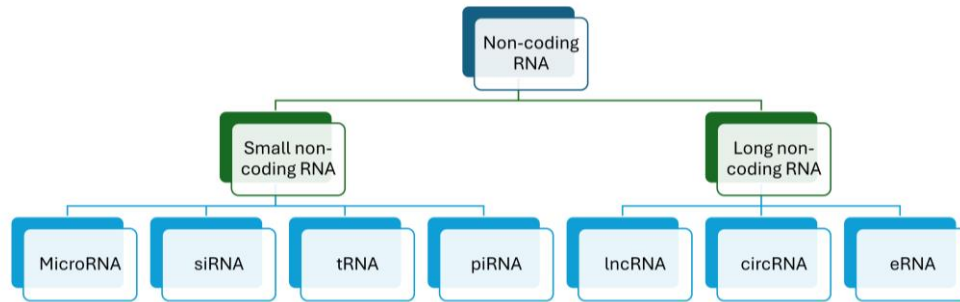 Non-coding
RNA
Small non-
coding RNA
Long non-
coding RNA
MicroRNA
siRNA
tRNA
piRNA
lncRNA
circRNA
eRNA